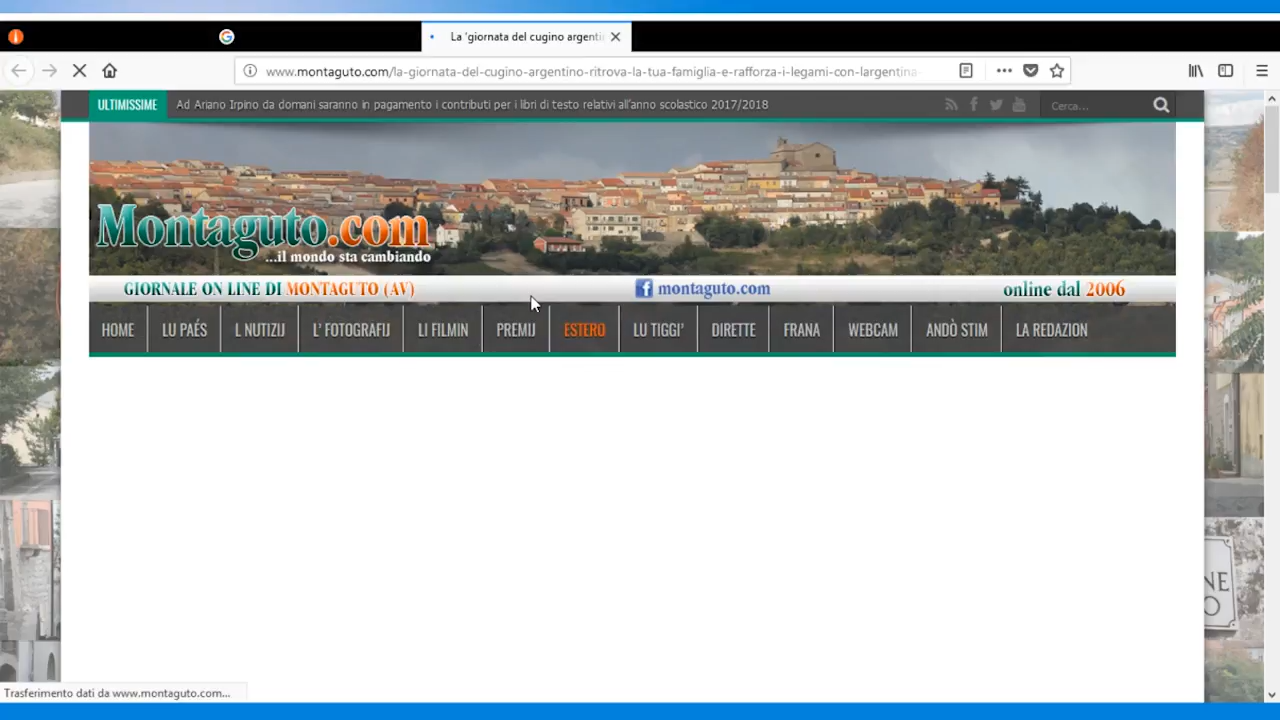 La 'giornata del cugino argenti
www.montaguto.com/la-giornata-del-cugino-argentino-ritrova-la-tua-famiglia-e-rafforza-i-legami-con-largentina-
ULTIMISSIME Ad Ariano Irpino da domani saranno in pagamento i contributi per i libri di testo relativi all'anno scolastico 2017/2018 Cerca...
Montaguto.com
...il mondo sta cambiando
GIORNALE ON LINE DI MONTAGUTO (AV) montaguto.com online dal 2006
HOME LU PAÉS L NUTIZIJ L' FOTOGRAFIJ LI FILMIN PREMIJ ESTERO LU TIGGI' DIRETTE FRANA WEBCAM ANDÒ STIM LA REDAZION
NE
O
Trasferimento dati da www.montaguto.com...